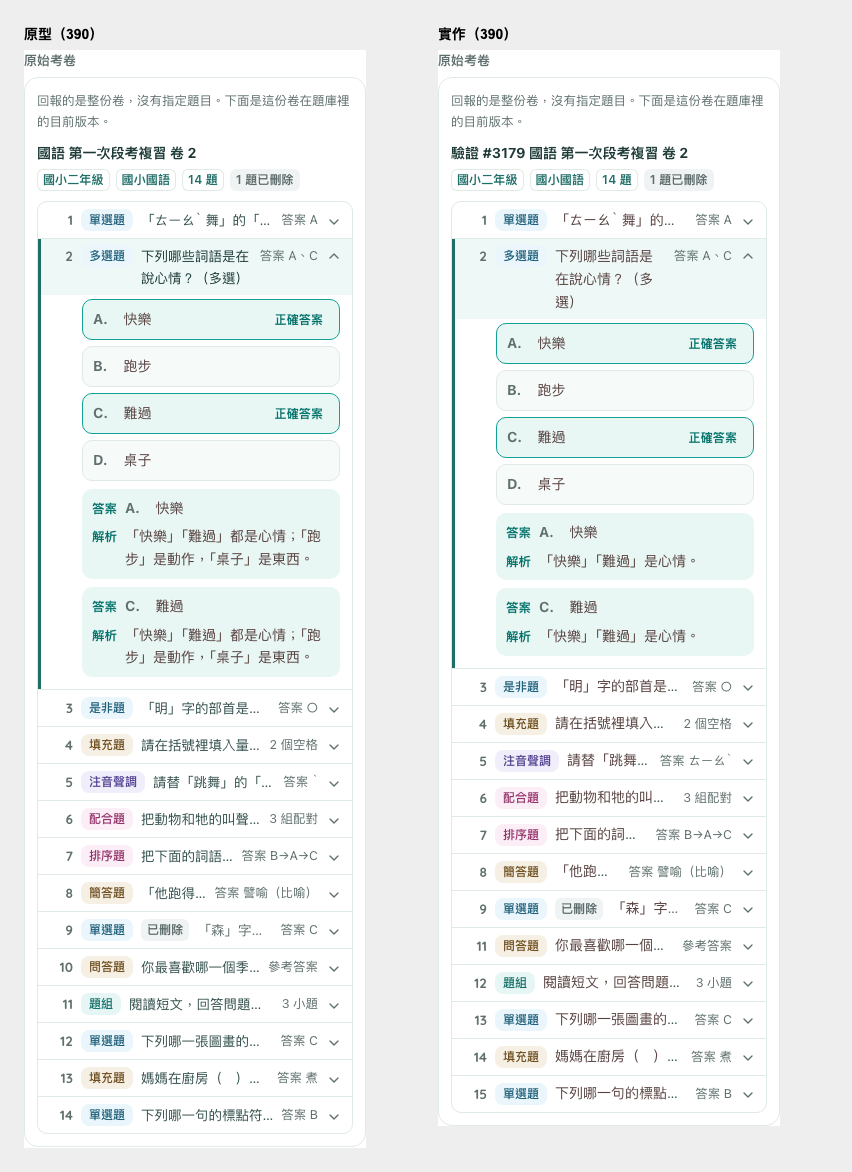 原型（390）
原始考卷
回報的是整份卷，沒有指定題目。下面是這份卷在題庫裡
的目前版本。
國語 第一次段考複習 卷 2
國小二年級 國小國語 14 題 1 題已刪除
1 單選題 「ㄊㄧㄠˋ 舞」的「... 答案 A
2 多選題 下列哪些詞語是在 答案 A、C
說心情？（多選）
A. 快樂 正確答案
B. 跑步
C. 難過 正確答案
D. 桌子
答案 A. 快樂
解析 「快樂」「難過」都是心情；「跑
步」是動作，「桌子」是東西。
答案 C. 難過
解析 「快樂」「難過」都是心情；「跑
步」是動作，「桌子」是東西。
3 是非題 「明」字的部首是... 答案 ○
4 填充題 請在括號裡填入量... 2 個空格
5 注音聲調 請替「跳舞」的「... 答案 ˋ
6 配合題 把動物和牠的叫聲... 3 組配對
7 排序題 把下面的詞語... 答案 B→A→C
8 簡答題 「他跑得... 答案 譬喻（比喻）
9 單選題 已刪除 「森」字... 答案 C
10 問答題 你最喜歡哪一個季... 參考答案
11 題組 閱讀短文，回答問題... 3 小題
12 單選題 下列哪一張圖畫的... 答案 C
13 填充題 媽媽在廚房（　）... 答案 煮
14 單選題 下列哪一句的標點符... 答案 B
實作（390）
原始考卷
回報的是整份卷，沒有指定題目。下面是這份卷在題庫裡
的目前版本。
驗證 #3179 國語 第一次段考複習 卷 2
國小二年級 國小國語 14 題 1 題已刪除
1 單選題 「ㄊㄧㄠˋ 舞」的... 答案 A
2 多選題 下列哪些詞語是 答案 A、C
在說心情？（多
選）
A. 快樂 正確答案
B. 跑步
C. 難過 正確答案
D. 桌子
答案 A. 快樂
解析 「快樂」「難過」是心情。
答案 C. 難過
解析 「快樂」「難過」是心情。
3 是非題 「明」字的部首是... 答案 ○
4 填充題 請在括號裡填入... 2 個空格
5 注音聲調 請替「跳舞... 答案 ㄊㄧㄠˋ
6 配合題 把動物和牠的叫... 3 組配對
7 排序題 把下面的詞... 答案 B→A→C
8 簡答題 「他跑... 答案 譬喻（比喻）
9 單選題 已刪除 「森」字... 答案 C
11 問答題 你最喜歡哪一個... 參考答案
12 題組 閱讀短文，回答問題... 3 小題
13 單選題 下列哪一張圖畫的... 答案 C
14 填充題 媽媽在廚房（　）... 答案 煮
15 單選題 下列哪一句的標點... 答案 B